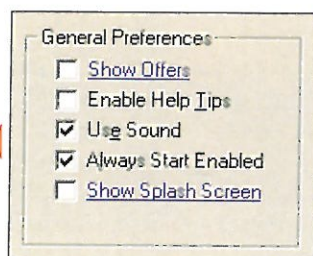 General Preferences
Show Offers
Enable Help Tips
Use Sound
Always Start Enabled
Show Splash Screen